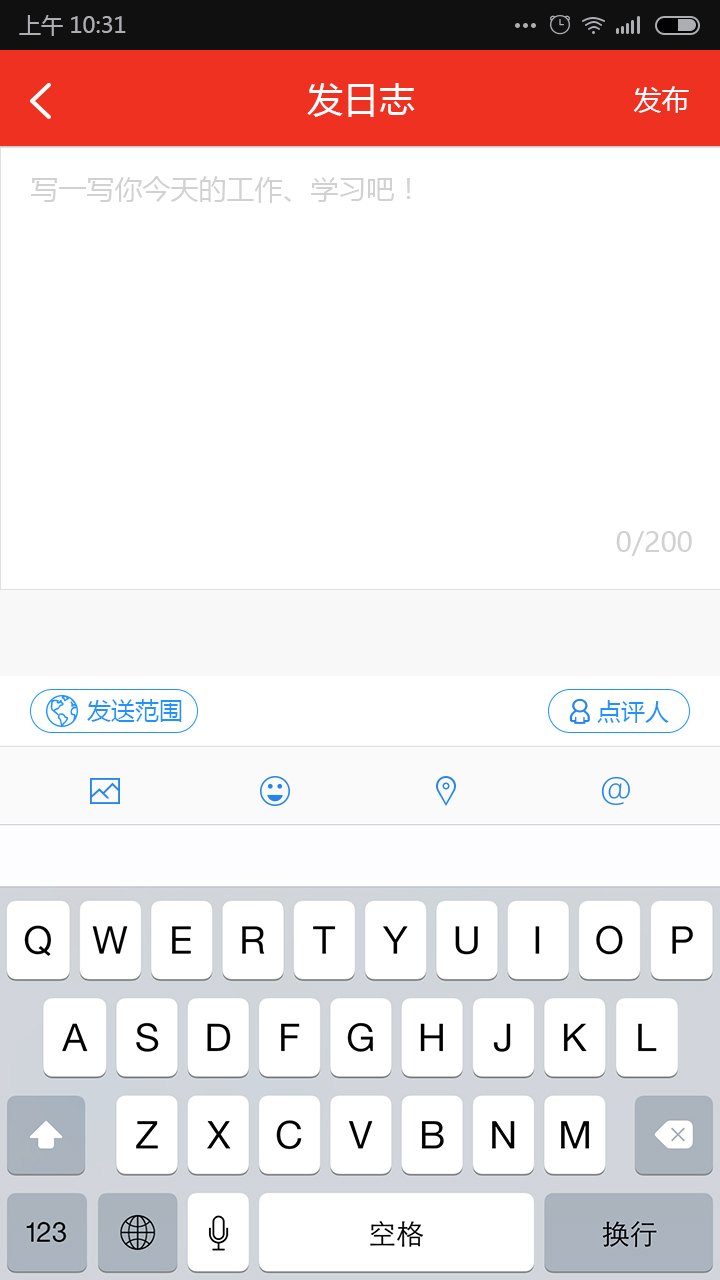 上午 10:31
发日志 发布
写一写你今天的工作、学习吧！
0/200
发送范围 点评人
@
Q W E R T Y U I O P
A S D F G H J K L
Z X C V B N M
123 空格 换行